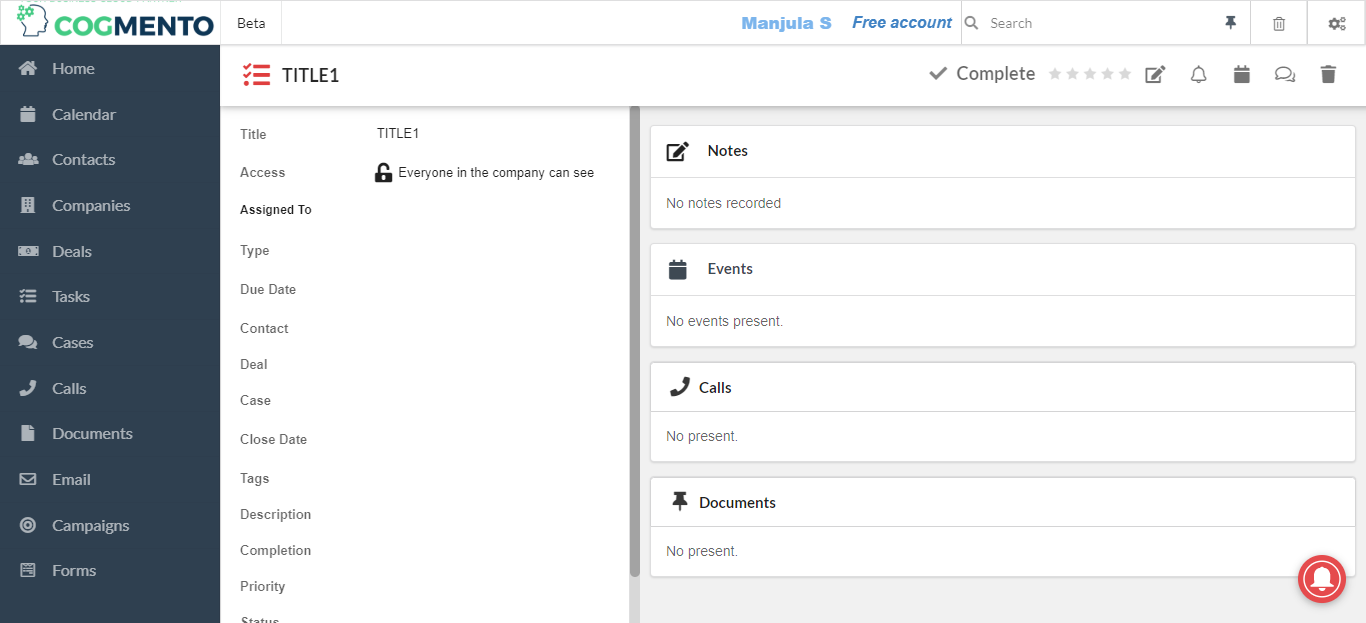 COGMENTO
Beta
Manjula S
Free account
Search
Home
Calendar
Contacts
Companies
Deals
Tasks
Cases
Calls
Documents
Email
Campaigns
Forms
TITLE1
Complete
Title TITLE1
Access Everyone in the company can see
Assigned To
Type
Due Date
Contact
Deal
Case
Close Date
Tags
Description
Completion
Priority
Status
Notes
No notes recorded
Events
No events present.
Calls
No present.
Documents
No present.